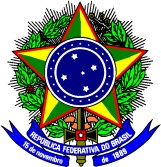 REPÚBLICA FEDERATIVA DO BRASIL
15 de novembro de 1889